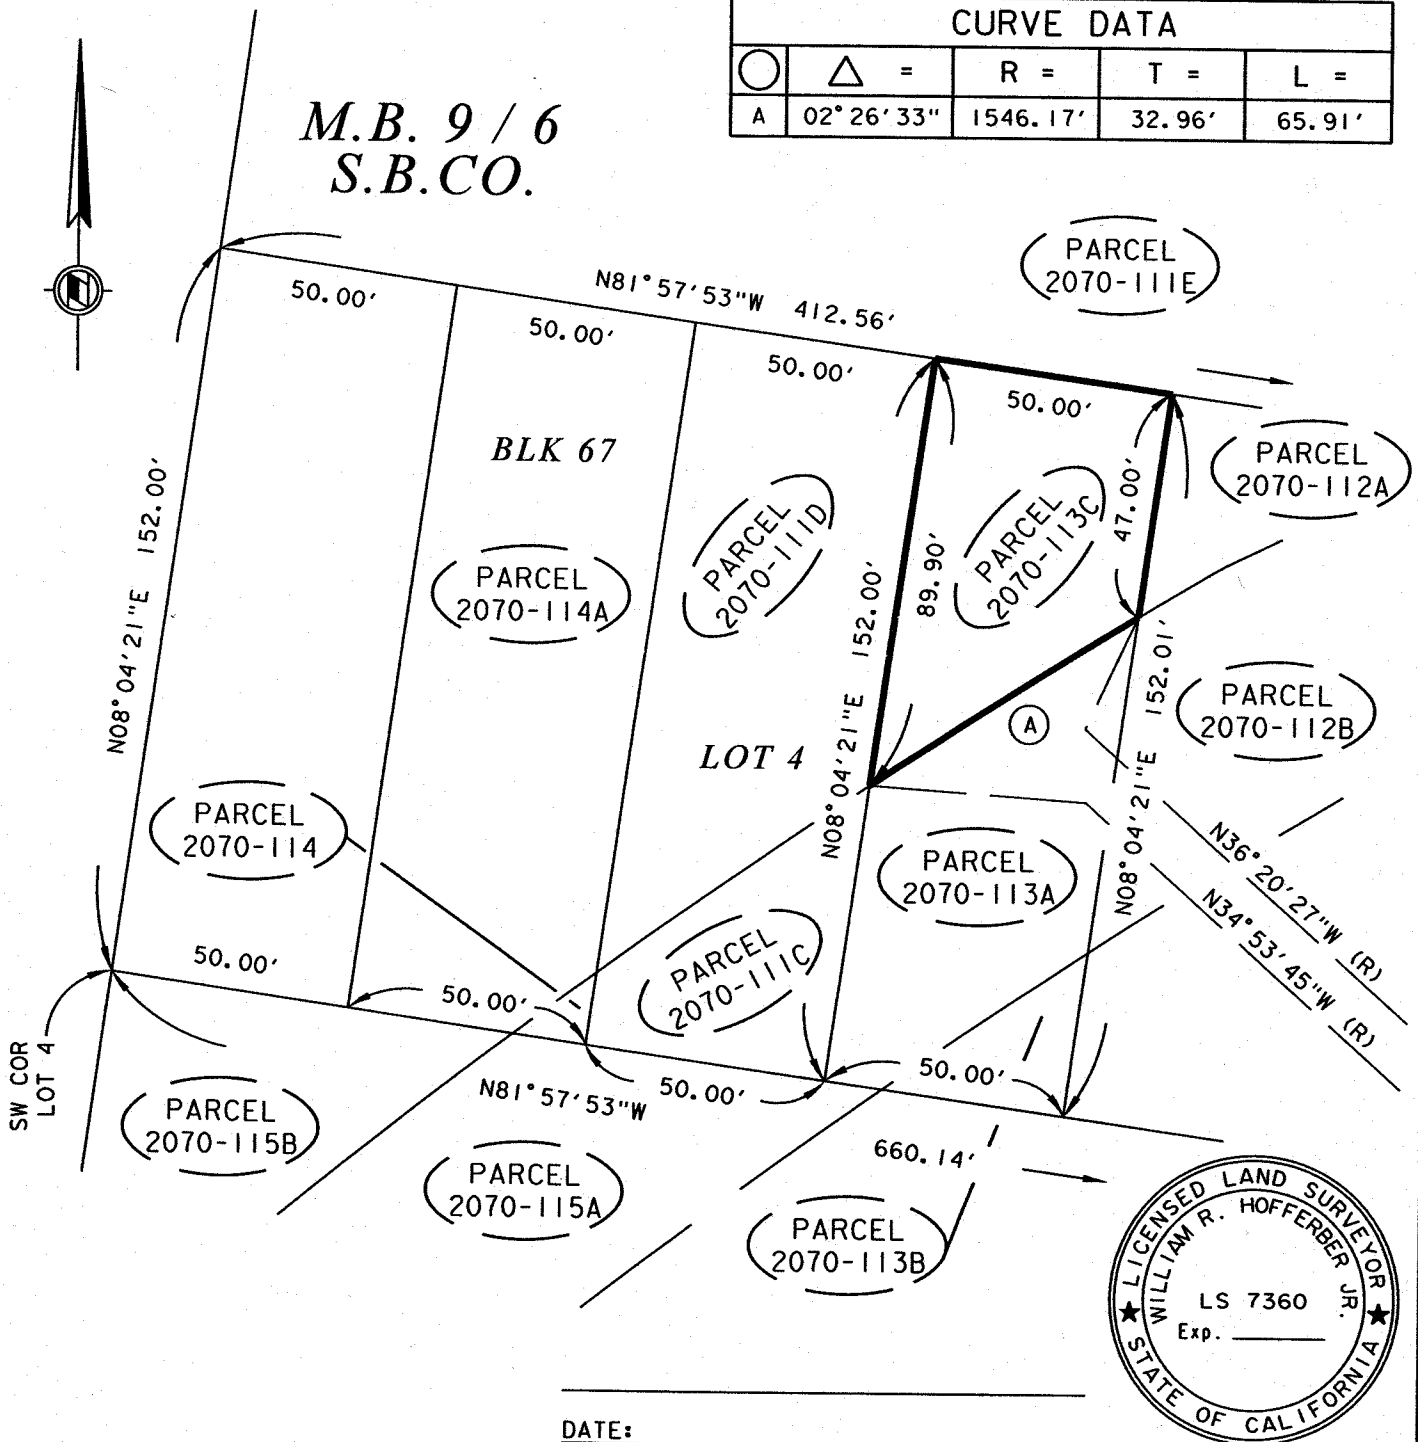 CURVE DATA
△ = R = T = L =
A 02°26'33" 1546.17' 32.96' 65.91'
M.B. 9 / 6
S.B.CO.
PARCEL
2070-111E
N81°57'53"W 412.56'
50.00'
50.00'
50.00'
50.00'
BLK 67
PARCEL
2070-112A
PARCEL
2070-111D
PARCEL
2070-113C
47.00'
N08°04'21"E 152.00'
PARCEL
2070-114A
89.90'
N08°04'21"E 152.00'
N08°04'21"E 152.01'
PARCEL
2070-112B
A
LOT 4
PARCEL
2070-114
PARCEL
2070-113A
N36°20'27"W (R)
N34°53'45"W (R)
50.00'
PARCEL
2070-111C
50.00'
SW COR
LOT 4
N81°57'53"W
50.00'
50.00'
PARCEL
2070-115B
PARCEL
2070-115A
660.14'
PARCEL
2070-113B
LICENSED LAND SURVEYOR
WILLIAM R. HOFFERBER JR.
LS 7360
Exp.
STATE OF CALIFORNIA
DATE: